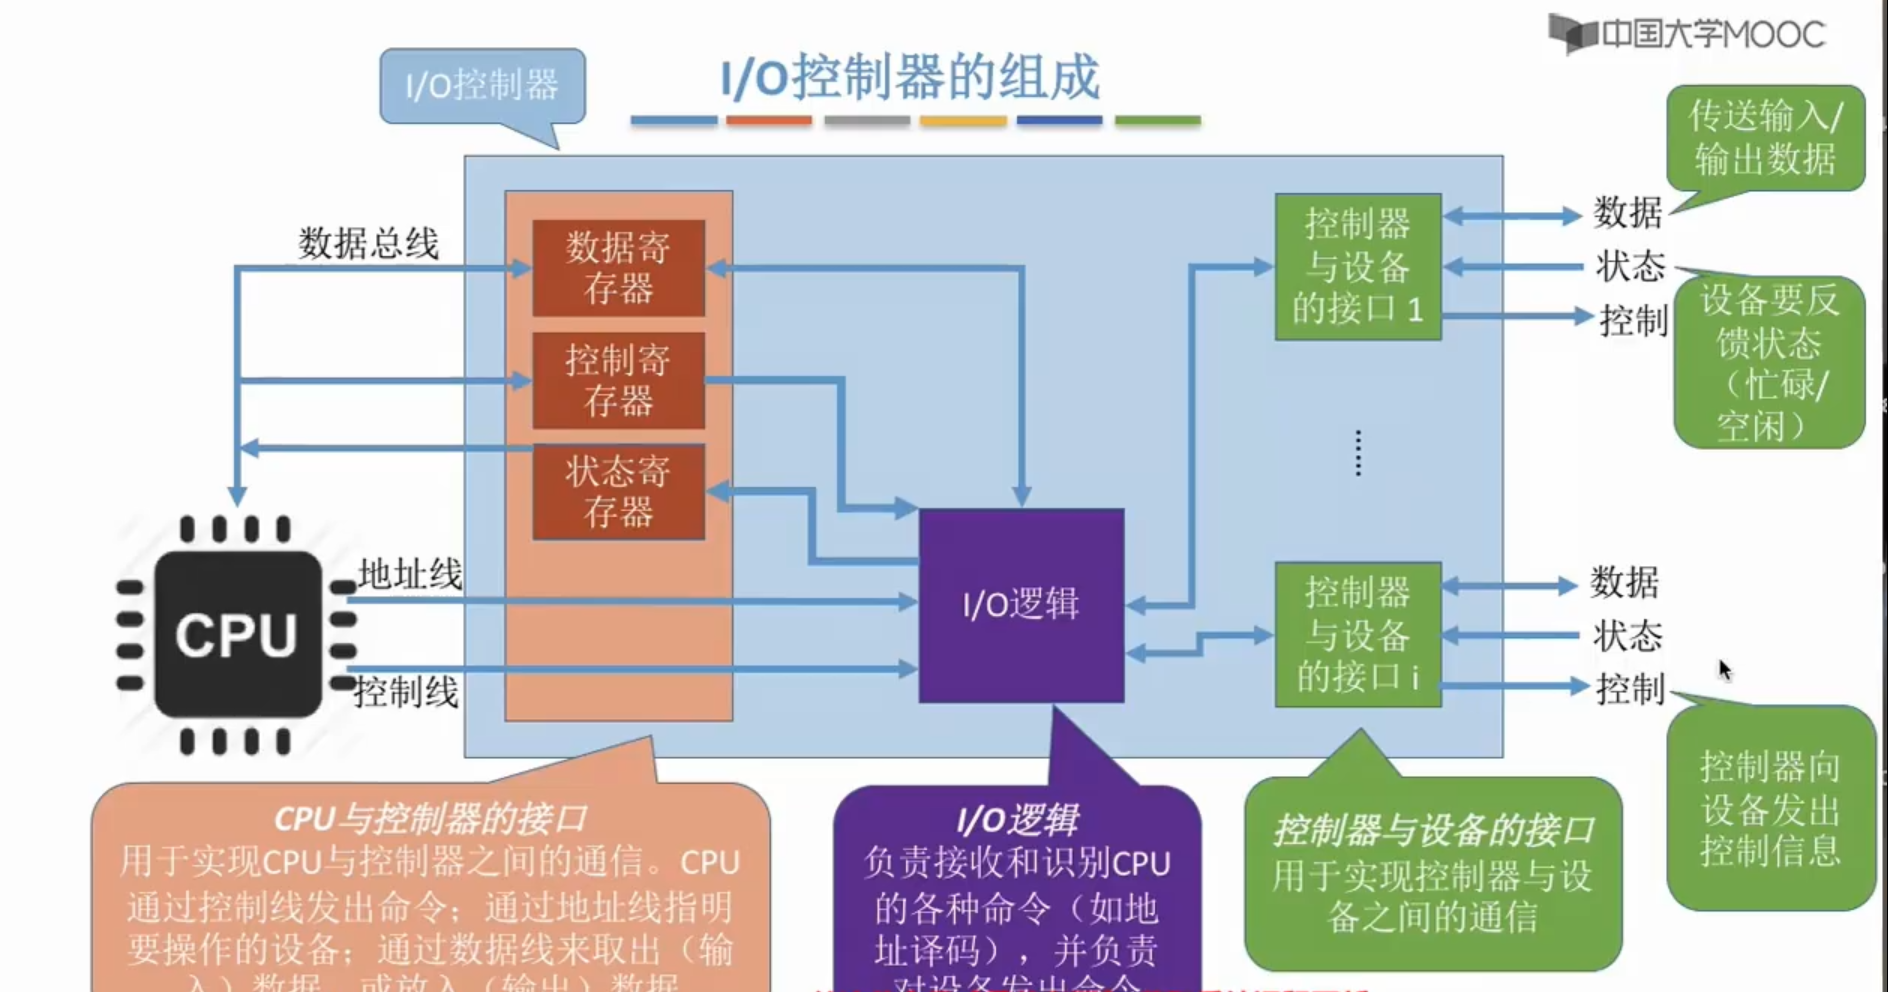 中国大学MOOC
I/O控制器
I/O控制器的组成
传送输入/
输出数据
数据总线
数据寄
存器
控制寄
存器
状态寄
存器
地址线
CPU
控制线
I/O逻辑
控制器
与设备
的接口 1
数据
状态
控制
设备要反
馈状态
（忙碌/
空闲）
......
控制器
与设备
的接口 i
数据
状态
控制
控制器向
设备发出
控制信息
CPU与控制器的接口
用于实现CPU与控制器之间的通信。CPU
通过控制线发出命令；通过地址线指明
要操作的设备；通过数据线来取出（输
入）数据，或放入（输出）数据
I/O逻辑
负责接收和识别CPU
的各种命令（如地
址译码），并负责
对设备发出命令
控制器与设备的接口
用于实现控制器与设
备之间的通信